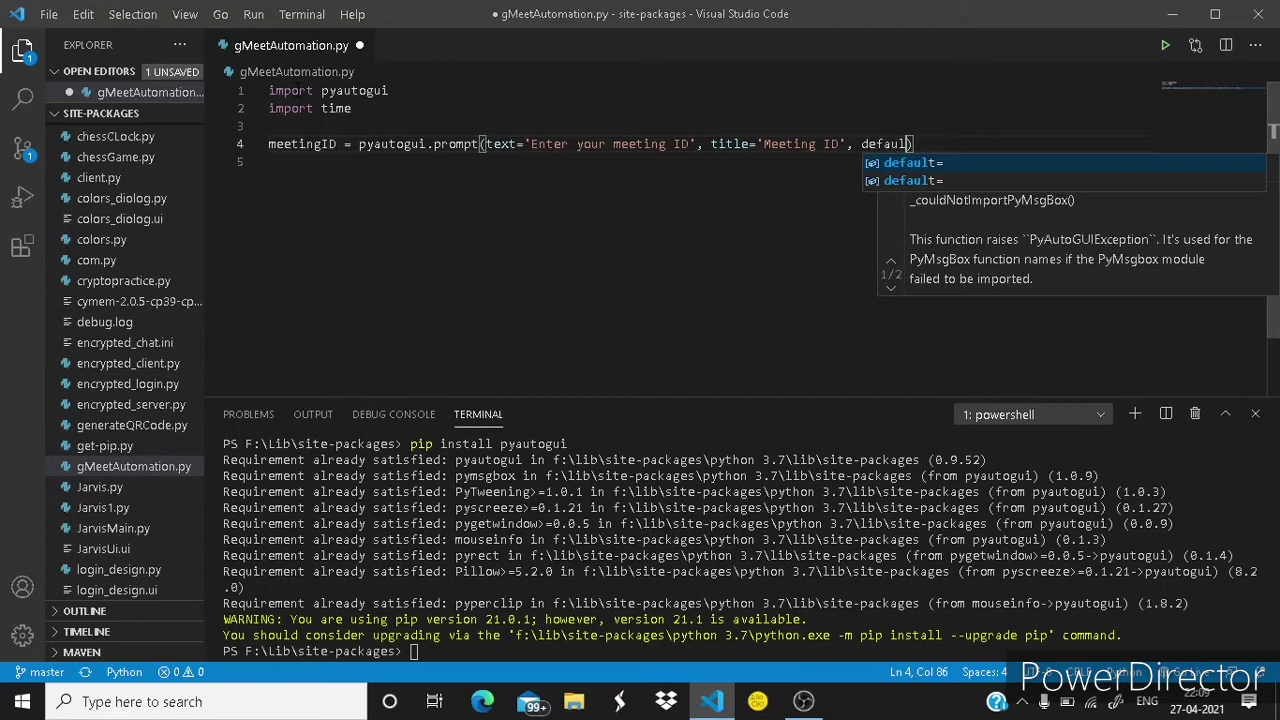 File Edit Selection View Go Run Terminal Help
● gMeetAutomation.py - site-packages - Visual Studio Code
EXPLORER ···
gMeetAutomation.py ●
OPEN EDITORS 1 UNSAVED
● gMeetAutomation...
SITE-PACKAGES
chessCLock.py
chessGame.py
client.py
colors_diolog.py
colors_diolog.ui
colors.py
com.py
cryptopractice.py
cymem-2.0.5-cp39-cp...
debug.log
encrypted_chat.ini
encrypted_client.py
encrypted_login.py
encrypted_server.py
generateQRCode.py
get-pip.py
gMeetAutomation.py
Jarvis.py
Jarvis1.py
JarvisMain.py
JarvisUi.ui
login_design.py
login_design.ui
OUTLINE
TIMELINE
MAVEN
gMeetAutomation.py
1 import pyautogui
2 import time
3
4 meetingID = pyautogui.prompt(text='Enter your meeting ID', title='Meeting ID', defaul)
5
default=
default=
_couldNotImportPyMsgBox()
This function raises ``PyAutoGUIException``. It's used for the
PyMsgBox function names if the PyMsgbox module
failed to be imported.
1/2
PROBLEMS OUTPUT DEBUG CONSOLE TERMINAL
1: powershell
PS F:\Lib\site-packages> pip install pyautogui
Requirement already satisfied: pyautogui in f:\lib\site-packages\python 3.7\lib\site-packages (0.9.52)
Requirement already satisfied: pymsgbox in f:\lib\site-packages\python 3.7\lib\site-packages (from pyautogui) (1.0.9)
Requirement already satisfied: PyTweening>=1.0.1 in f:\lib\site-packages\python 3.7\lib\site-packages (from pyautogui) (1.0.3)
Requirement already satisfied: pyscreeze>=0.1.21 in f:\lib\site-packages\python 3.7\lib\site-packages (from pyautogui) (0.1.27)
Requirement already satisfied: pygetwindow>=0.0.5 in f:\lib\site-packages\python 3.7\lib\site-packages (from pyautogui) (0.0.9)
Requirement already satisfied: mouseinfo in f:\lib\site-packages\python 3.7\lib\site-packages (from pyautogui) (0.1.3)
Requirement already satisfied: pyrect in f:\lib\site-packages\python 3.7\lib\site-packages (from pygetwindow>=0.0.5->pyautogui) (0.1.4)
Requirement already satisfied: Pillow>=5.2.0 in f:\lib\site-packages\python 3.7\lib\site-packages (from pyscreeze>=0.1.21->pyautogui) (8.2
.0)
Requirement already satisfied: pyperclip in f:\lib\site-packages\python 3.7\lib\site-packages (from mouseinfo->pyautogui) (1.8.2)
WARNING: You are using pip version 21.0.1; however, version 21.1 is available.
You should consider upgrading via the 'f:\lib\site-packages\python 3.7\python.exe -m pip install --upgrade pip' command.
PS F:\Lib\site-packages>
master Python 0 0
Ln 4, Col 86 Spaces: 4
PowerDirector
Type here to search
99+
ENG
22:09
27-04-2021